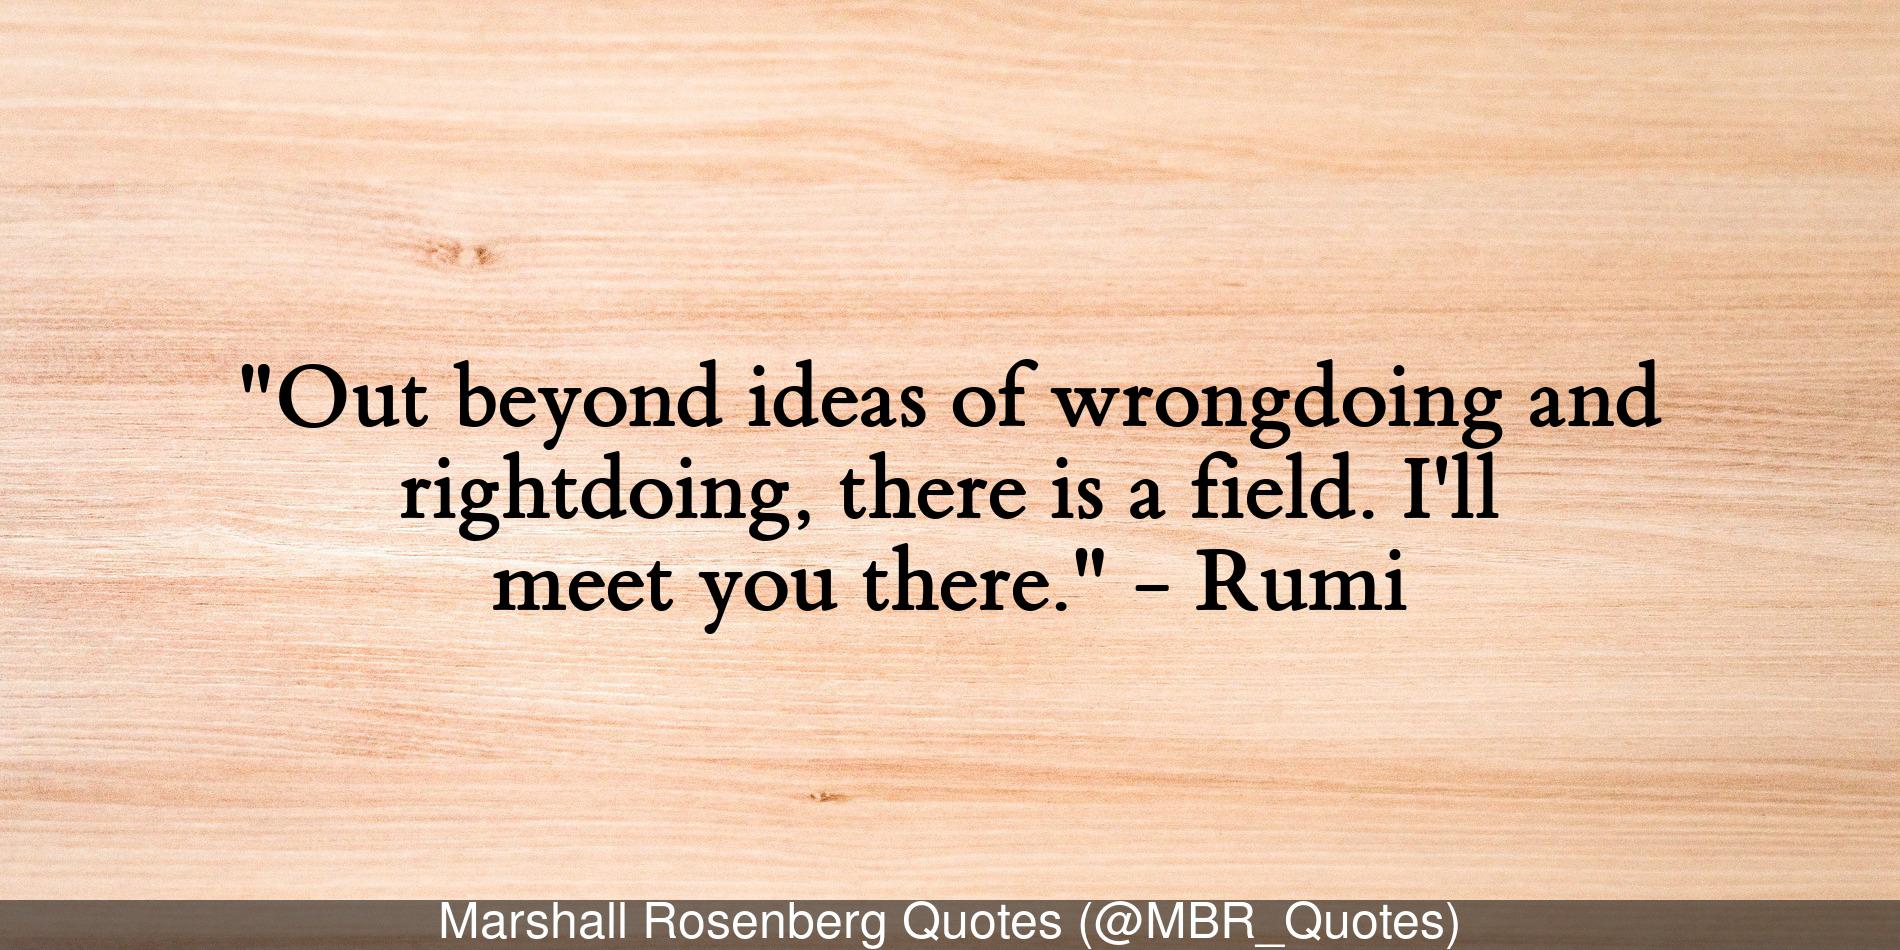 "Out beyond ideas of wrongdoing and
rightdoing, there is a field. I'll
meet you there." – Rumi
Marshall Rosenberg Quotes (@MBR_Quotes)